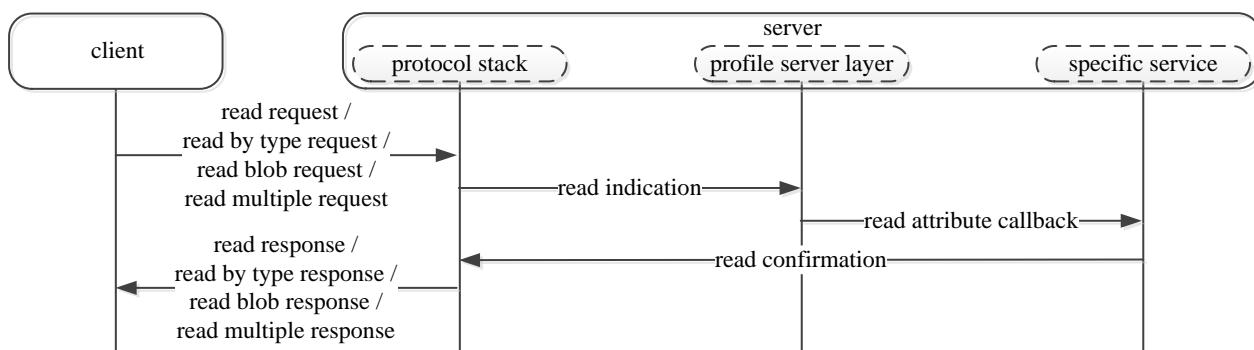 client
server
protocol stack
profile server layer
specific service
read request /
read by type request /
read blob request /
read multiple request
read indication
read attribute callback
read confirmation
read response /
read by type response /
read blob response /
read multiple response